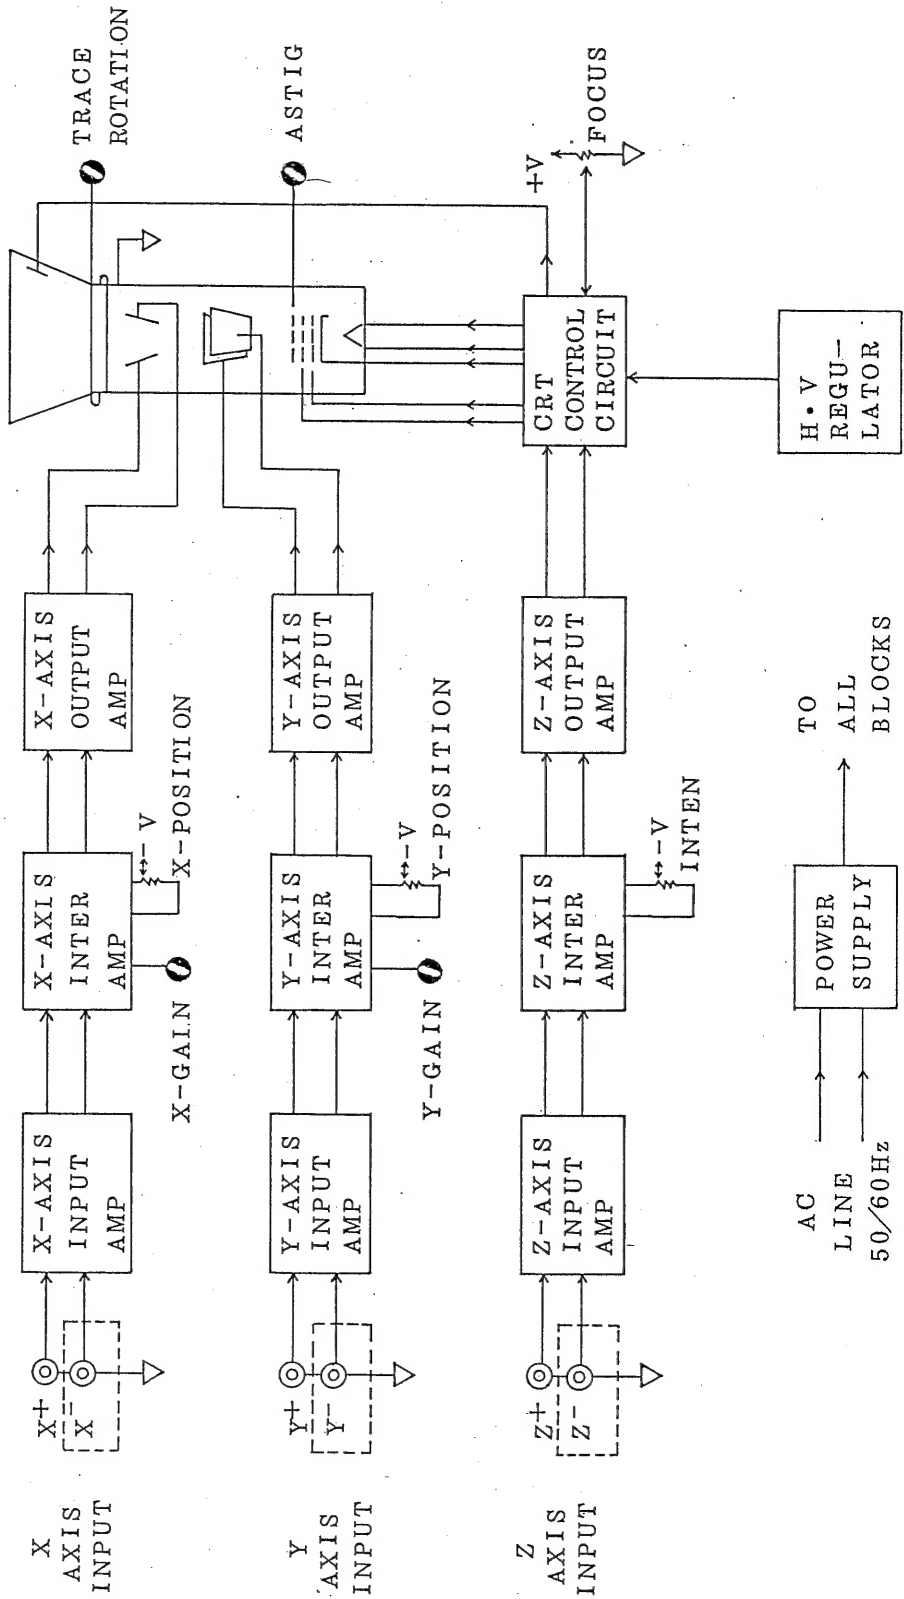 X
AXIS
INPUT
X+
X-
X-AXIS
INPUT
AMP
X-AXIS
INTER
AMP
X-GAIN
-V
X-POSITION
X-AXIS
OUTPUT
AMP
TRACE
ROTATION
Y
AXIS
INPUT
Y+
Y-
Y-AXIS
INPUT
AMP
Y-AXIS
INTER
AMP
Y-GAIN
-V
Y-POSITION
Y-AXIS
OUTPUT
AMP
ASTIG
Z
AXIS
INPUT
Z+
Z-
Z-AXIS
INPUT
AMP
Z-AXIS
INTER
AMP
-V
INTEN
Z-AXIS
OUTPUT
AMP
CRT
CONTROL
CIRCUIT
+V
FOCUS
AC
LINE
50/60Hz
POWER
SUPPLY
TO
ALL
BLOCKS
H•V
REGU-
LATOR